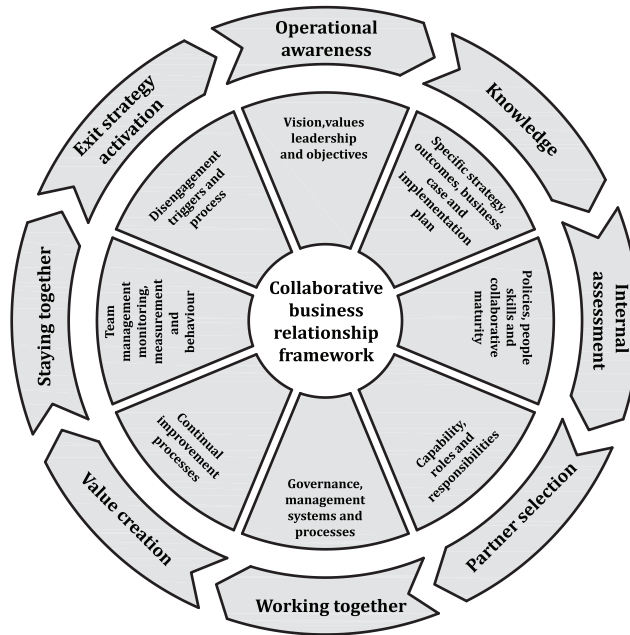 Operational
awareness
Knowledge
Internal
assessment
Partner selection
Working together
Value creation
Staying together
Exit strategy
activation
Vision,values
leadership
and objectives
Specific strategy,
outcomes, business
case and
implementation
plan
Policies, people
skills and
collaborative
maturity
Capability,
roles and
responsibilities
Governance,
management
systems and
processes
Continual
improvement
processes
Team
management
monitoring,
measurement
and
behaviour
Disengagement
triggers and
process
Collaborative
business
relationship
framework